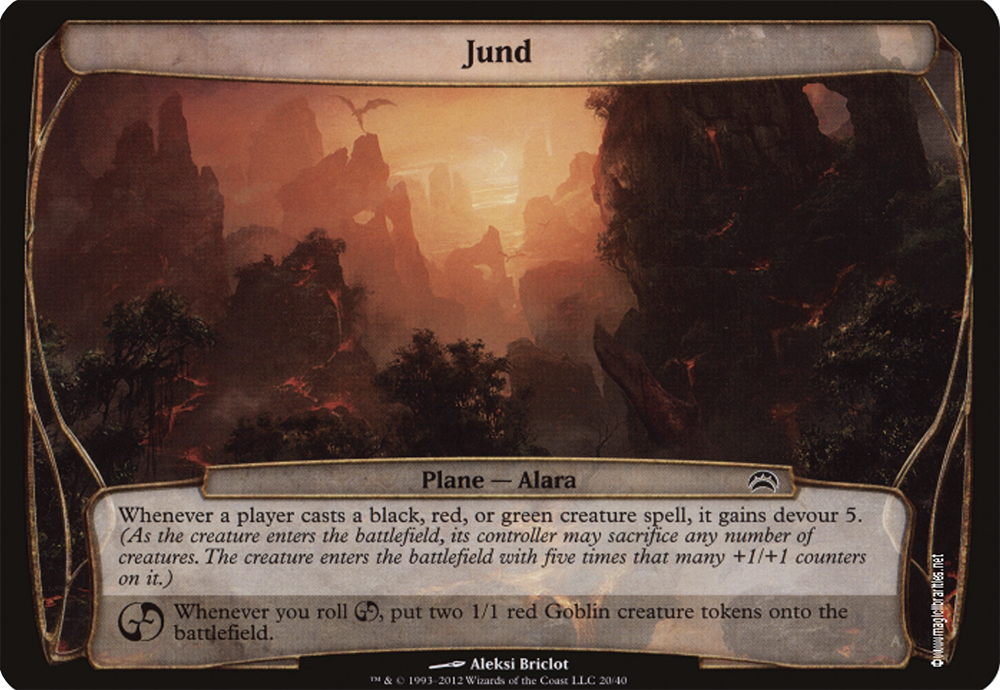 Jund
Plane — Alara
Whenever a player casts a black, red, or green creature spell, it gains devour 5.
(As the creature enters the battlefield, its controller may sacrifice any number of
creatures. The creature enters the battlefield with five times that many +1/+1 counters
on it.)
Whenever you roll , put two 1/1 red Goblin creature tokens onto the
battlefield.
Aleksi Briclot
™ & © 1993–2012 Wizards of the Coast LLC 20/40
©www.magiclibrarities.net